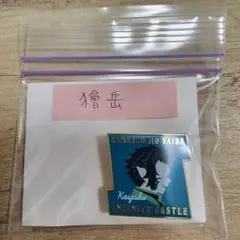 獪岳
KIMETSU NO YAIBA
Kaigaku
INFINITY CASTLE